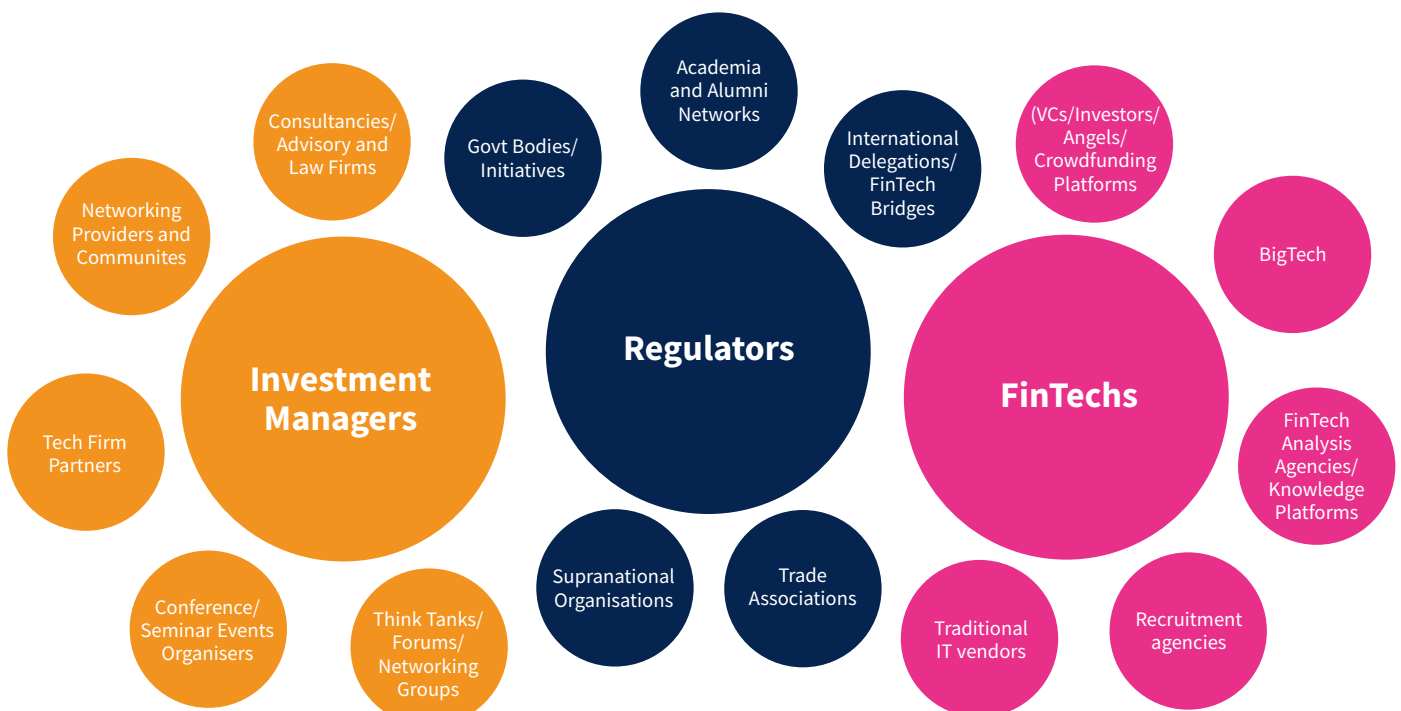 Academia
and Alumni
Networks
Consultancies/
Advisory and
Law Firms
Govt Bodies/
Initiatives
International
Delegations/
FinTech
Bridges
(VCs/Investors/
Angels/
Crowdfunding
Platforms
Networking
Providers and
Communites
BigTech
Investment
Managers
Regulators
FinTechs
Tech Firm
Partners
FinTech
Analysis
Agencies/
Knowledge
Platforms
Conference/
Seminar Events
Organisers
Think Tanks/
Forums/
Networking
Groups
Supranational
Organisations
Trade
Associations
Traditional
IT vendors
Recruitment
agencies